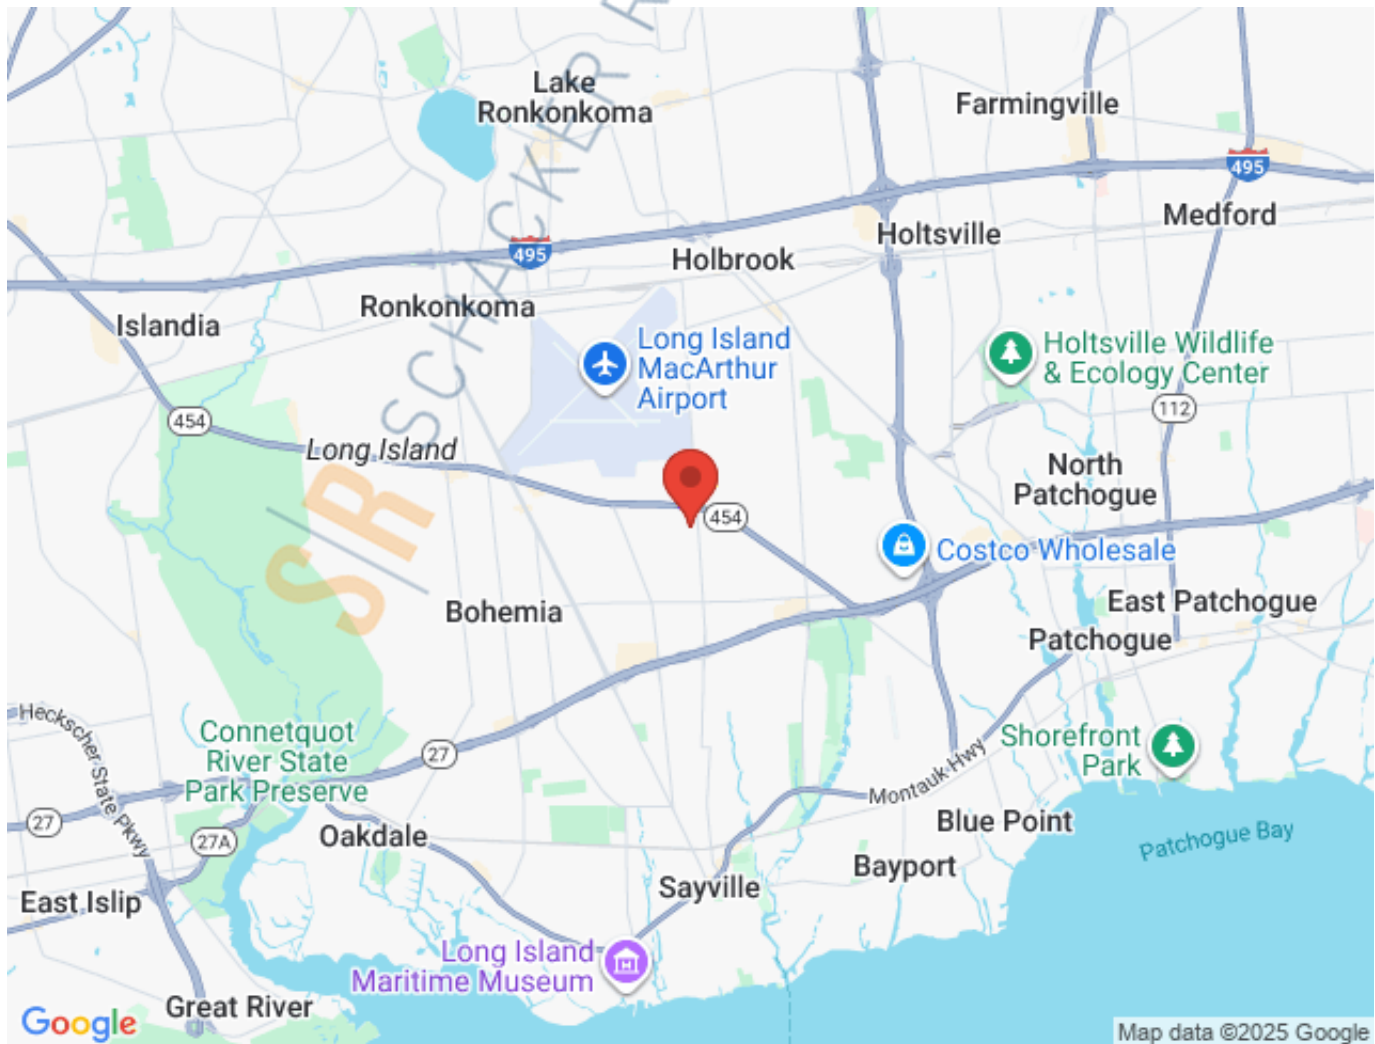 Lake
Ronkonkoma
Farmingville
495
Medford
Holtsville
495
Holbrook
Ronkonkoma
Islandia
Long Island
MacArthur
Airport
Holtsville Wildlife
& Ecology Center
112
454
Long Island
North
Patchogue
454
Costco Wholesale
Bohemia
East Patchogue
Patchogue
SIR
SCHACKER R
Heckscher State Pkwy
Connetquot
River State
Park Preserve
27
Shorefront
Park
Montauk Hwy
27
27A
Oakdale
Blue Point
Patchogue Bay
Bayport
East Islip
Sayville
Long Island
Maritime Museum
Great River
Google
Map data ©2025 Google